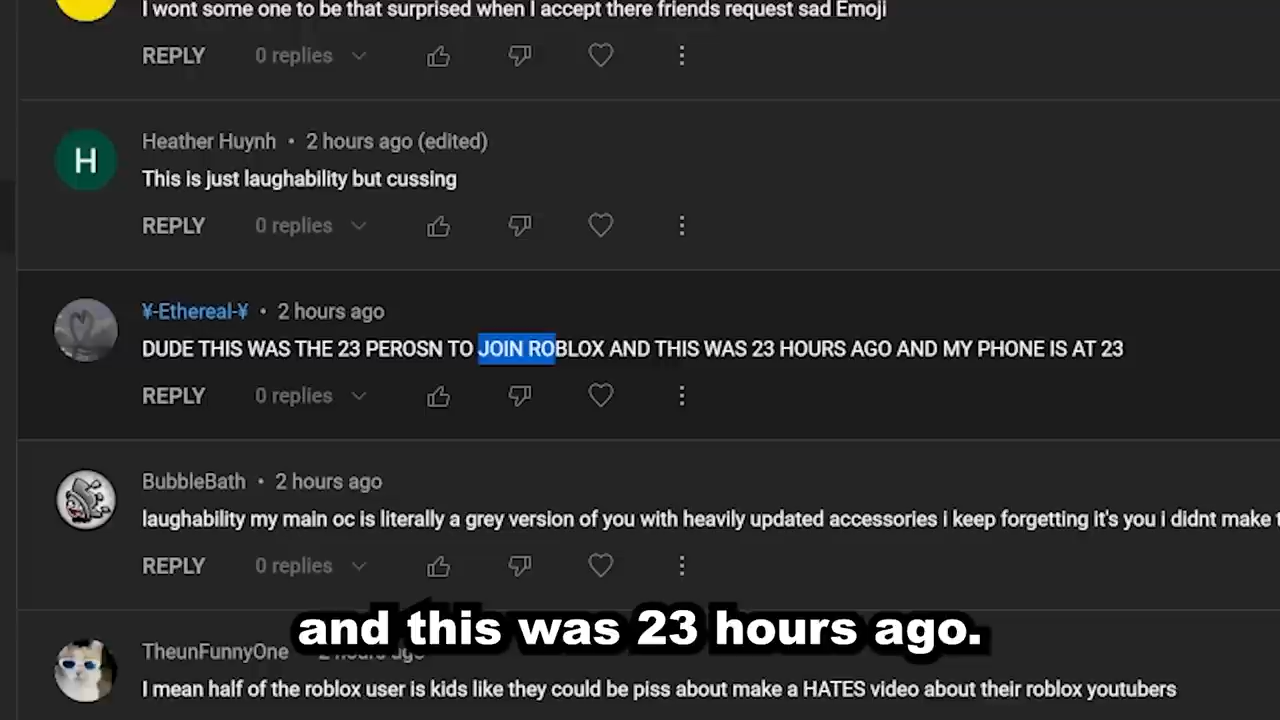 I wont some one to be that surprised when I accept there friends request sad Emoji
REPLY 0 replies
H
Heather Huynh • 2 hours ago (edited)
This is just laughability but cussing
REPLY 0 replies
¥-Ethereal-¥ • 2 hours ago
DUDE THIS WAS THE 23 PEROSN TO JOIN ROBLOX AND THIS WAS 23 HOURS AGO AND MY PHONE IS AT 23
REPLY 0 replies
BubbleBath • 2 hours ago
laughability my main oc is literally a grey version of you with heavily updated accessories i keep forgetting it's you i didnt make
REPLY 0 replies
and this was 23 hours ago.
TheunFunnyOne 2 hours ago
I mean half of the roblox user is kids like they could be piss about make a HATES video about their roblox youtubers